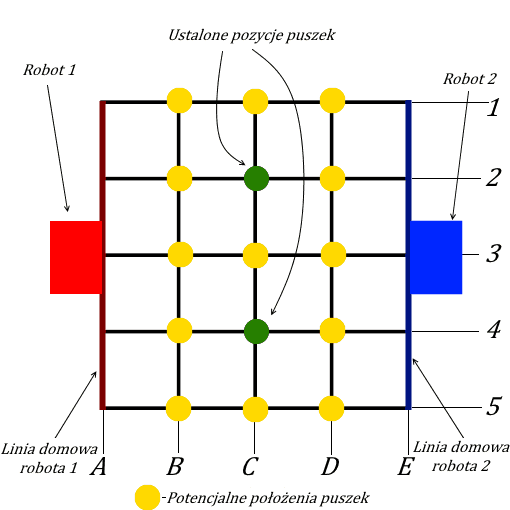 Ustalone pozycje puszek
Robot 1
Robot 2
1
2
3
4
5
Linia domowa
robota 1
A
B
C
D
E
Linia domowa
robota 2
-Potencjalne położenia puszek